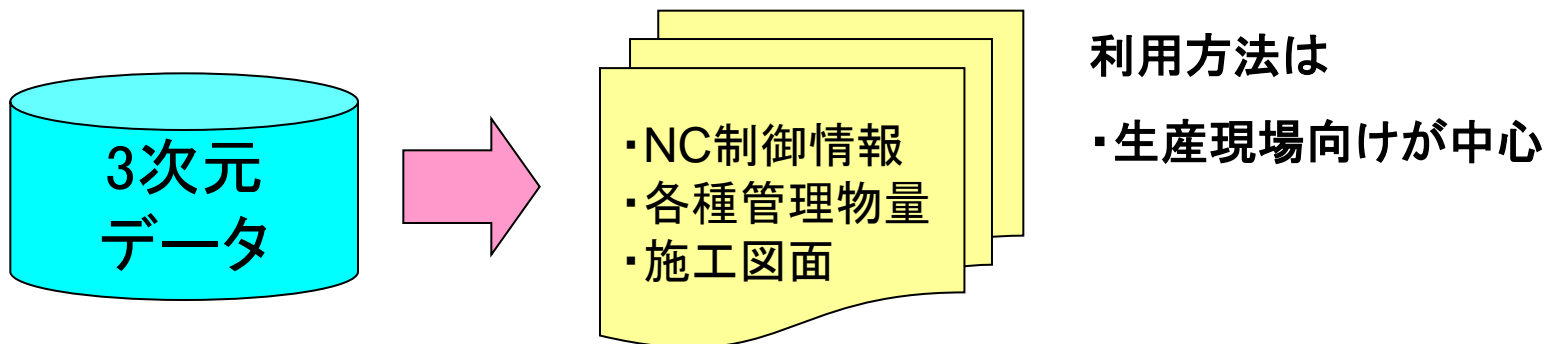 3次元
データ
・NC制御情報
・各種管理物量
・施工図面
利用方法は
・生産現場向けが中心